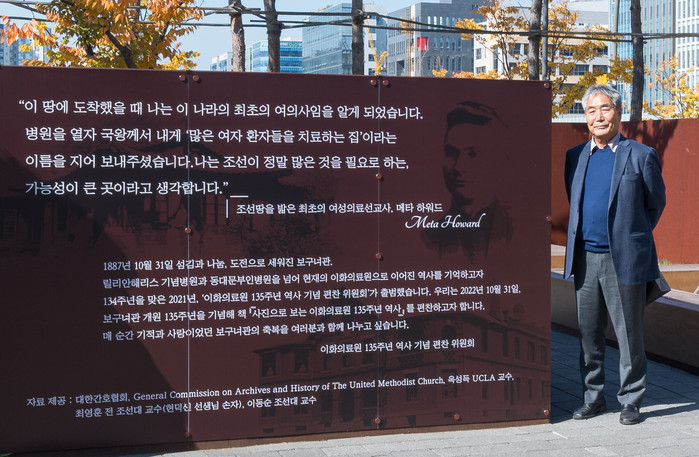 “이 땅에 도착했을 때 나는 이 나라의 최초의 여의사임을 알게 되었습니다.
병원을 열자 국왕께서 내게 ‘많은 여자 환자들을 치료하는 집’이라는
이름을 지어 보내주셨습니다.나는 조선이 정말 많은 것을 필요로 하는,
가능성이 큰 곳이라고 생각합니다.”
조선땅을 밟은 최초의 여성의료선교사, 메타 하워드
Meta Howard
1887년 10월 31일 섬김과 나눔, 도전으로 세워진 보구녀관.
릴리안해리스 기념병원과 동대문부인병원을 넘어 현재의 이화의료원으로 이어진 역사를 기억하고자
134주년을 맞은 2021년, ‘이화의료원 135주년 역사 기념 편찬 위원회’가 출범했습니다. 우리는 2022년 10월 31일,
보구녀관 개원 135주년을 기념해 책 「사진으로 보는 이화의료원 135주년 역사」를 편찬하고자 합니다.
매 순간 기적과 사랑이었던 보구녀관의 축복을 여러분과 함께 나누고 싶습니다.
이화의료원 135주년 역사 기념 편찬 위원회
자료 제공 : 대한간호협회, General Commission on Archives and History of The United Methodist Church, 옥성득 UCLA 교수,
최영훈 전 조선대 교수(현덕신 선생님 손자), 이동순 조선대 교수